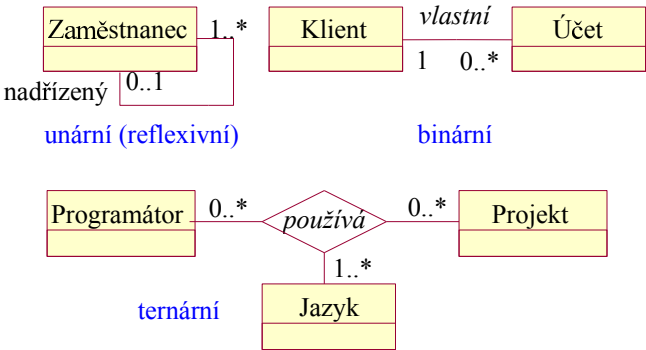 Zaměstnanec
1..*
0..1
nadřízený
unární (reflexivní)
Klient
vlastní
1
0..*
Účet
binární
Programátor
0..*
používá
0..*
Projekt
1..*
Jazyk
ternární